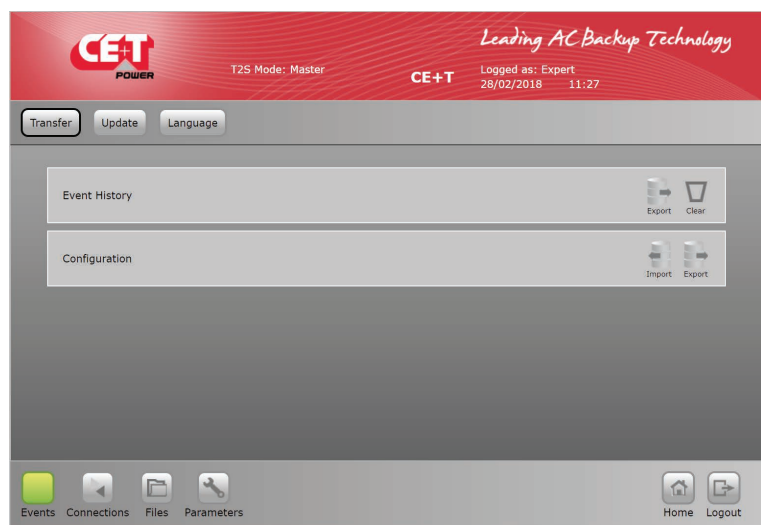 CE+T
POWER
Leading AC Backup Technology
T2S Mode: Master
CE+T
Logged as: Expert
28/02/2018 11:27
Transfer Update Language
Event History
Export Clear
Configuration
Import Export
Events Connections Files Parameters
Home Logout